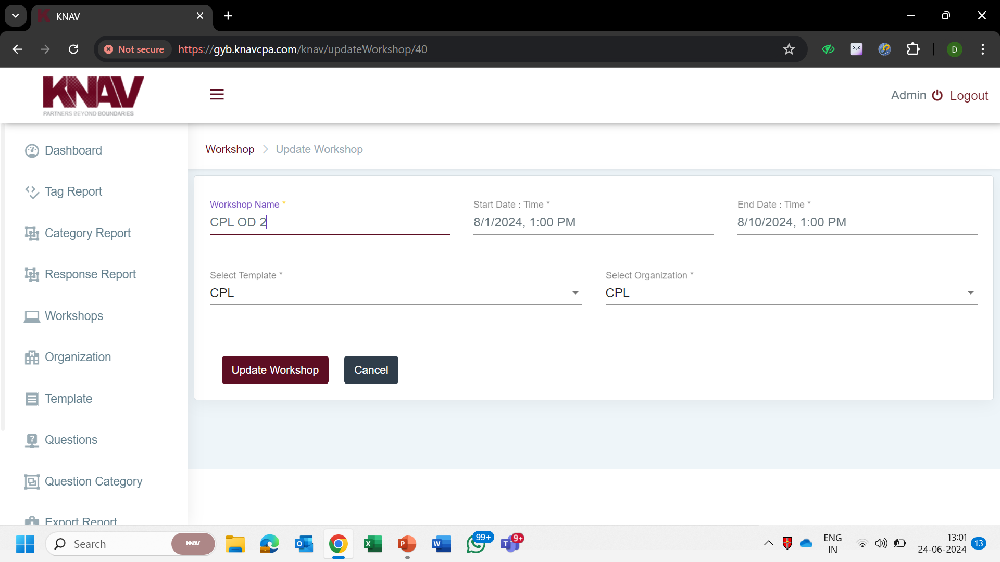 KNAV
Not secure https://gyb.knavcpa.com/knav/updateWorkshop/40
D
KNAV
PARTNERS BEYOND BOUNDARIES
Admin Logout
Dashboard
Tag Report
Category Report
Response Report
Workshops
Organization
Template
Questions
Question Category
Export Report
Workshop > Update Workshop
Workshop Name *
CPL OD 2
Start Date : Time *
8/1/2024, 1:00 PM
End Date : Time *
8/10/2024, 1:00 PM
Select Template *
CPL
Select Organization *
CPL
Update Workshop
Cancel
Search
KNAV
99+
9+
ENG
IN
13:01
24-06-2024
13